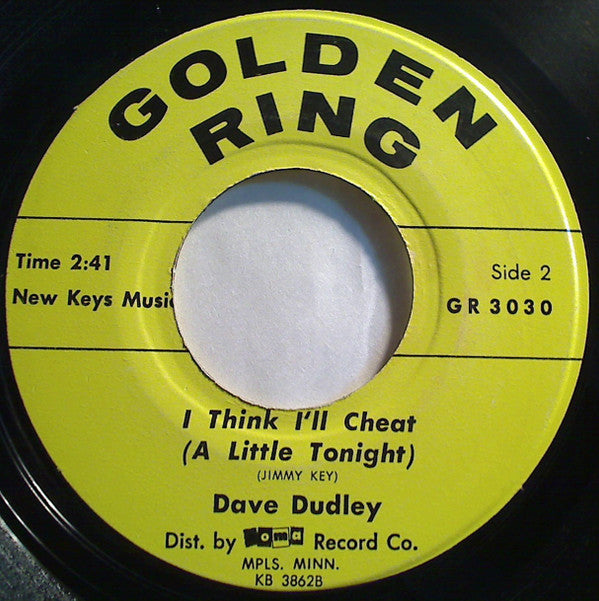 GOLDEN
RING
Time 2:41
Side 2
New Keys Music
GR 3030
I Think I'll Cheat
(A Little Tonight)
(JIMMY KEY)
Dave Dudley
Dist. by soma Record Co.
MPLS. MINN.
KB 3862B